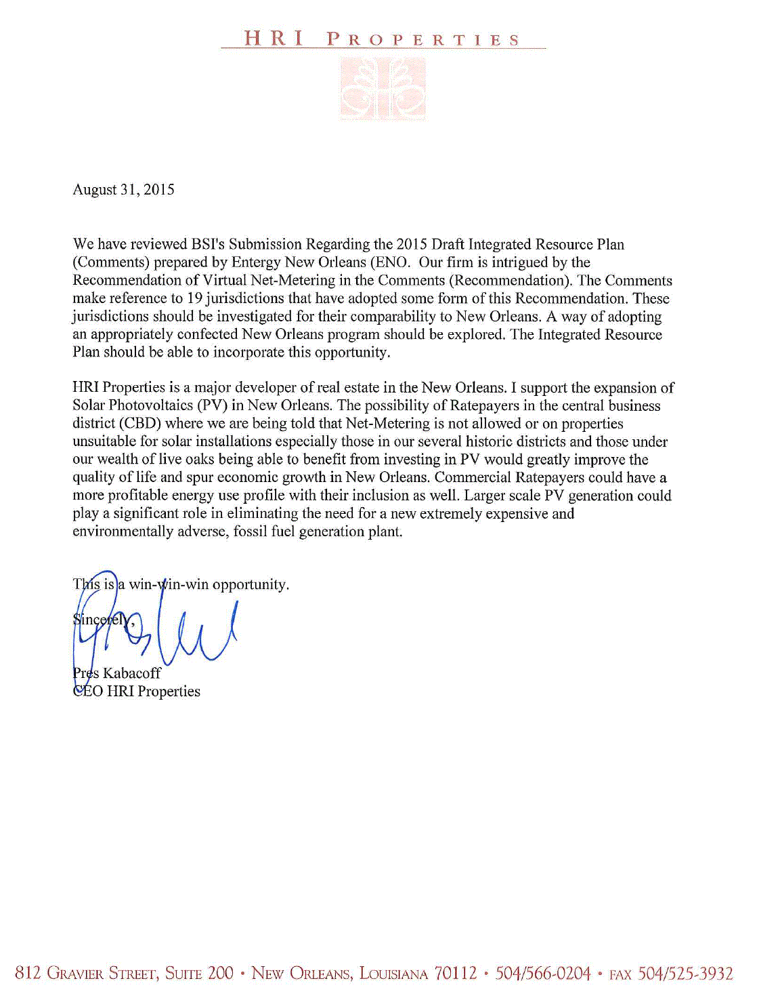 HRI PROPERTIES
August 31, 2015
We have reviewed BSI's Submission Regarding the 2015 Draft Integrated Resource Plan
(Comments) prepared by Entergy New Orleans (ENO.  Our firm is intrigued by the
Recommendation of Virtual Net-Metering in the Comments (Recommendation). The Comments
make reference to 19 jurisdictions that have adopted some form of this Recommendation. These
jurisdictions should be investigated for their comparability to New Orleans. A way of adopting
an appropriately confected New Orleans program should be explored. The Integrated Resource
Plan should be able to incorporate this opportunity.
HRI Properties is a major developer of real estate in the New Orleans. I support the expansion of
Solar Photovoltaics (PV) in New Orleans. The possibility of Ratepayers in the central business
district (CBD) where we are being told that Net-Metering is not allowed or on properties
unsuitable for solar installations especially those in our several historic districts and those under
our wealth of live oaks being able to benefit from investing in PV would greatly improve the
quality of life and spur economic growth in New Orleans. Commercial Ratepayers could have a
more profitable energy use profile with their inclusion as well. Larger scale PV generation could
play a significant role in eliminating the need for a new extremely expensive and
environmentally adverse, fossil fuel generation plant.
This is a win-win-win opportunity.
Sincerely,
Pres Kabacoff
CEO HRI Properties
812 GRAVIER STREET, SUITE 200 • NEW ORLEANS, LOUISIANA 70112 • 504/566-0204 • FAX 504/525-3932